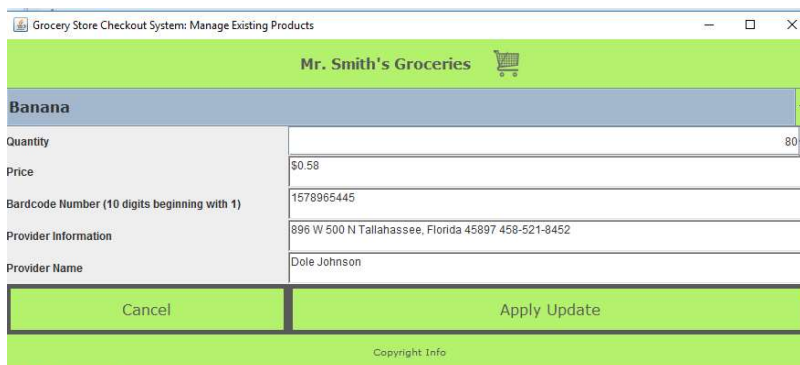 Grocery Store Checkout System: Manage Existing Products
Mr. Smith's Groceries
Banana
Quantity 80
Price $0.58
Bardcode Number (10 digits beginning with 1) 1578965445
Provider Information 896 W 500 N Tallahassee, Florida 45897 458-521-8452
Provider Name Dole Johnson
Cancel Apply Update
Copyright Info